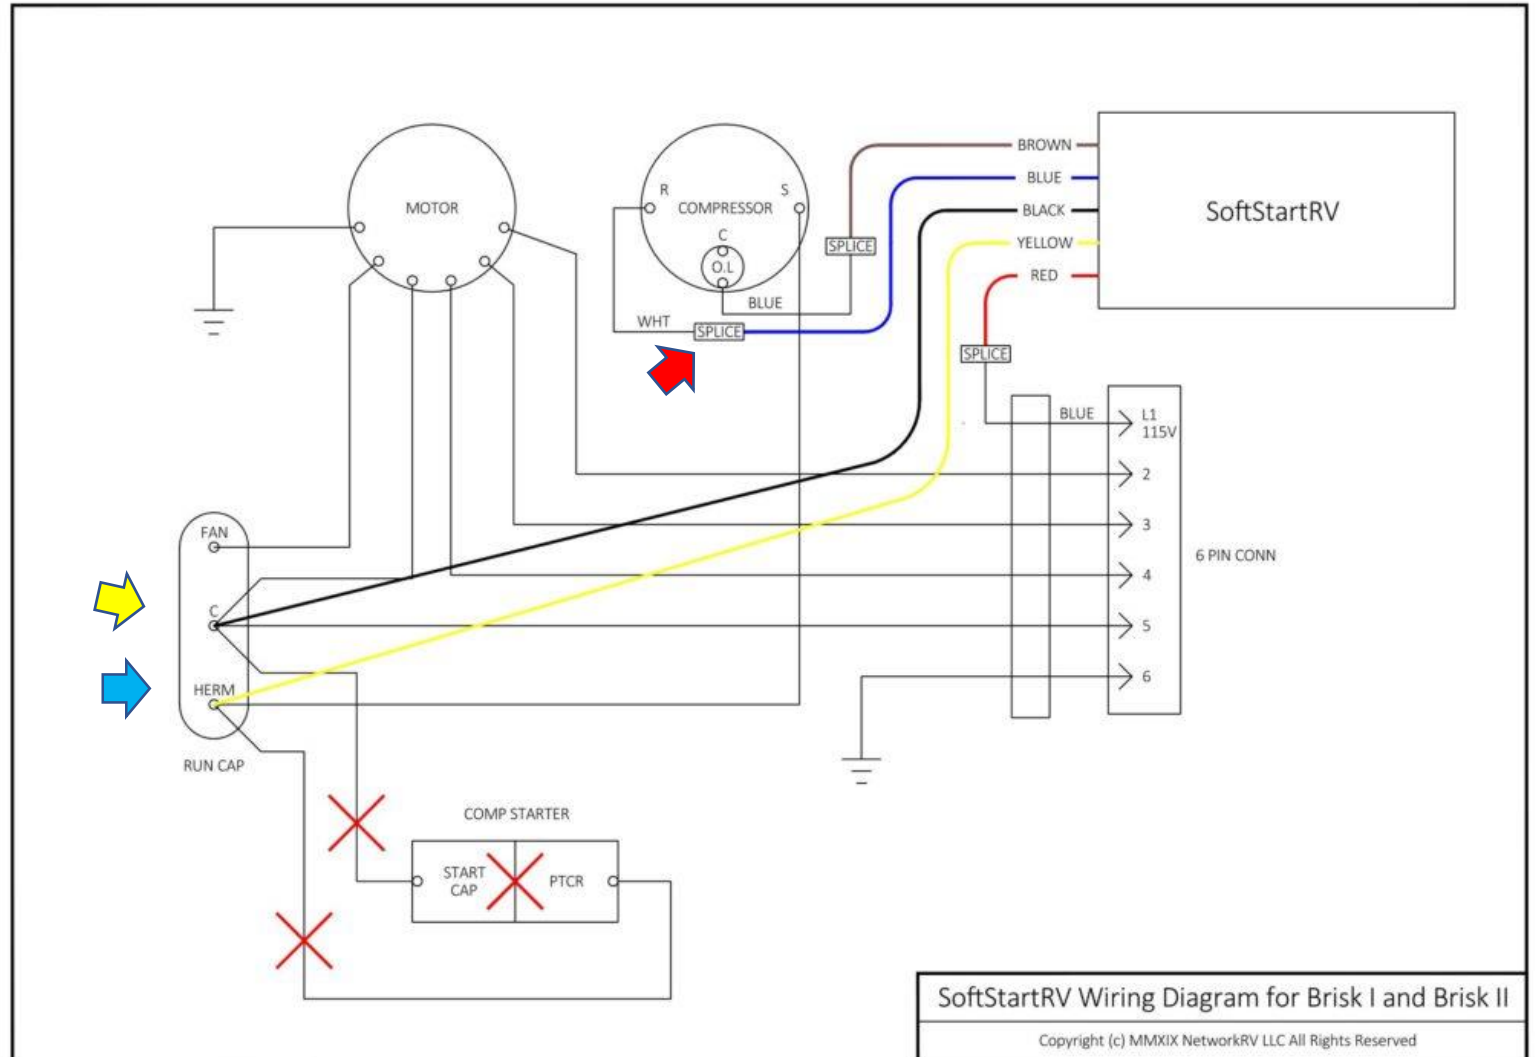 BROWN
BLUE
BLACK
YELLOW
RED
SoftStartRV
MOTOR
R
COMPRESSOR
S
C
O.L
BLUE
SPLICE
WHT
SPLICE
SPLICE
BLUE
L1
115V
2
3
4
5
6
6 PIN CONN
FAN
C
HERM
RUN CAP
COMP STARTER
START
CAP
PTCR
SoftStartRV Wiring Diagram for Brisk I and Brisk II
Copyright (c) MMXIX NetworkRV LLC All Rights Reserved